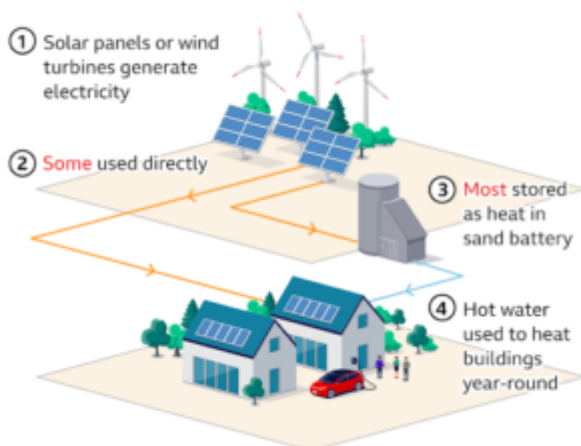 ① Solar panels or wind
turbines generate
electricity
② Some used directly
③ Most stored
as heat in
sand battery
④ Hot water
used to heat
buildings
year-round